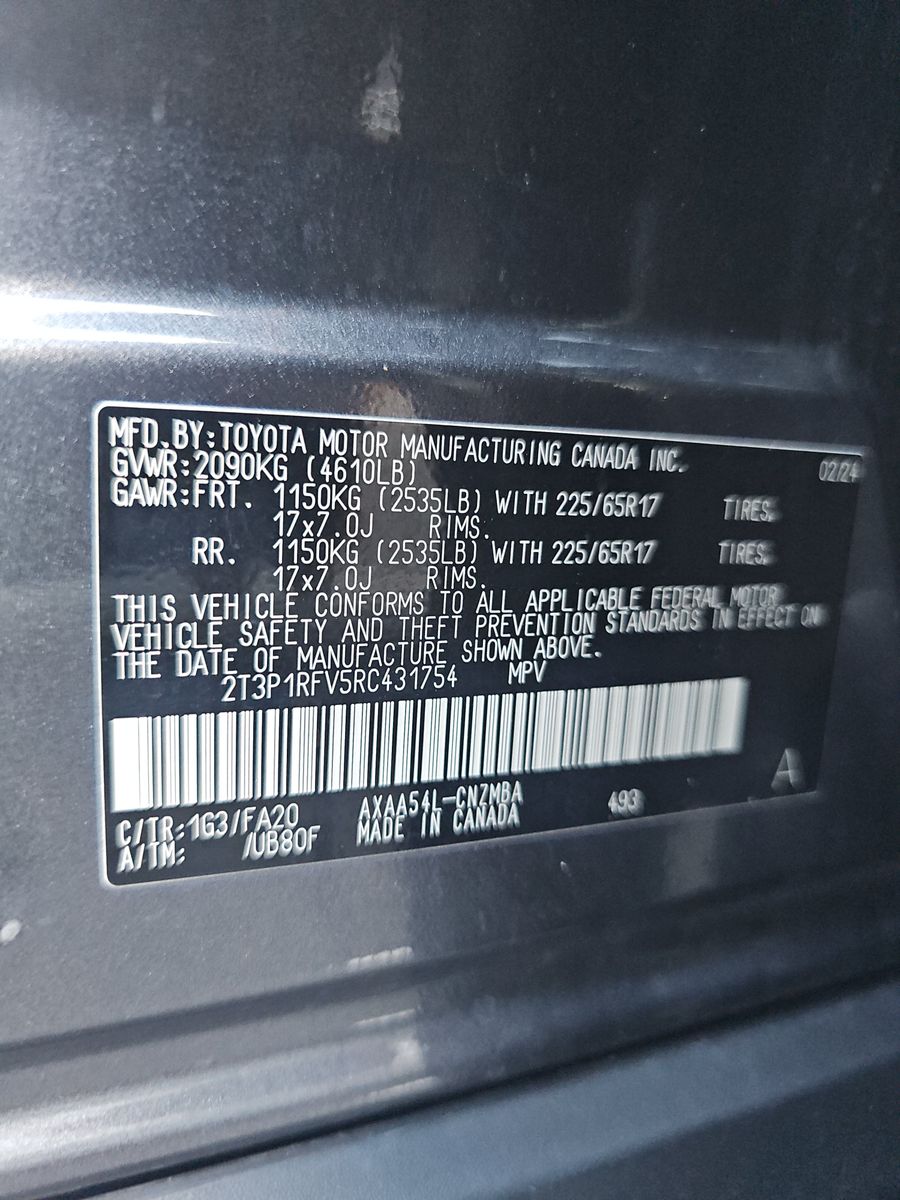 MFD.BY:TOYOTA MOTOR MANUFACTURING CANADA INC. 02/24
GVWR:2090KG (4610LB)
GAWR:FRT. 1150KG (2535LB) WITH 225/65R17 TIRES,
17x7.0J RIMS.
RR. 1150KG (2535LB) WITH 225/65R17 TIRES,
17x7.0J RIMS.
THIS VEHICLE CONFORMS TO ALL APPLICABLE FEDERAL MOTOR
VEHICLE SAFETY AND THEFT PREVENTION STANDARDS IN EFFECT ON
THE DATE OF MANUFACTURE SHOWN ABOVE.
2T3P1RFV5RC431754 MPV
A
C/TR:1G3/FA20 AXAA54L-CNZMBA 493
A/TM: /UB80F MADE IN CANADA